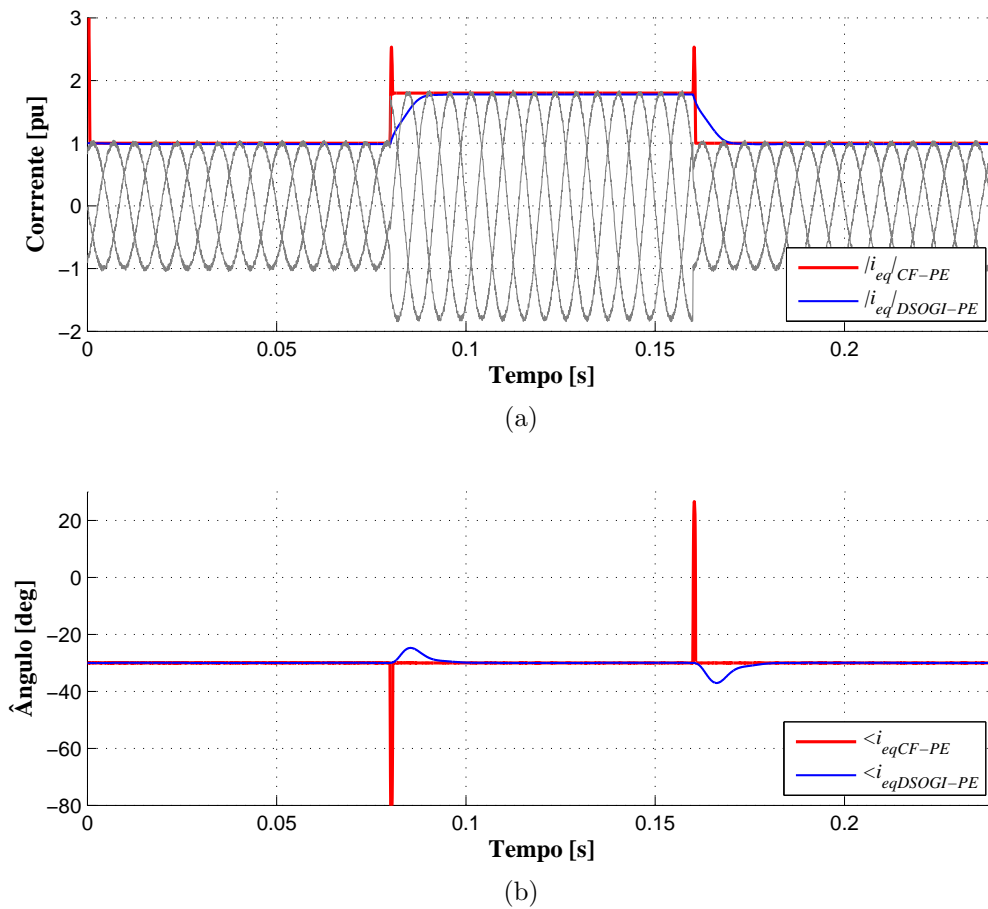 3
2
1
0
−1
−2
Corrrente [pu]
0
0.05
0.1
0.15
0.2
Tempo [s]
|i_eq|_CF−PE
|i_eq|_DSOGI−PE
(a)
20
0
−20
−40
−60
−80
Ângulo [deg]
0
0.05
0.1
0.15
0.2
Tempo [s]
<i_eqCF−PE
<i_eqDSOGI−PE
(b)